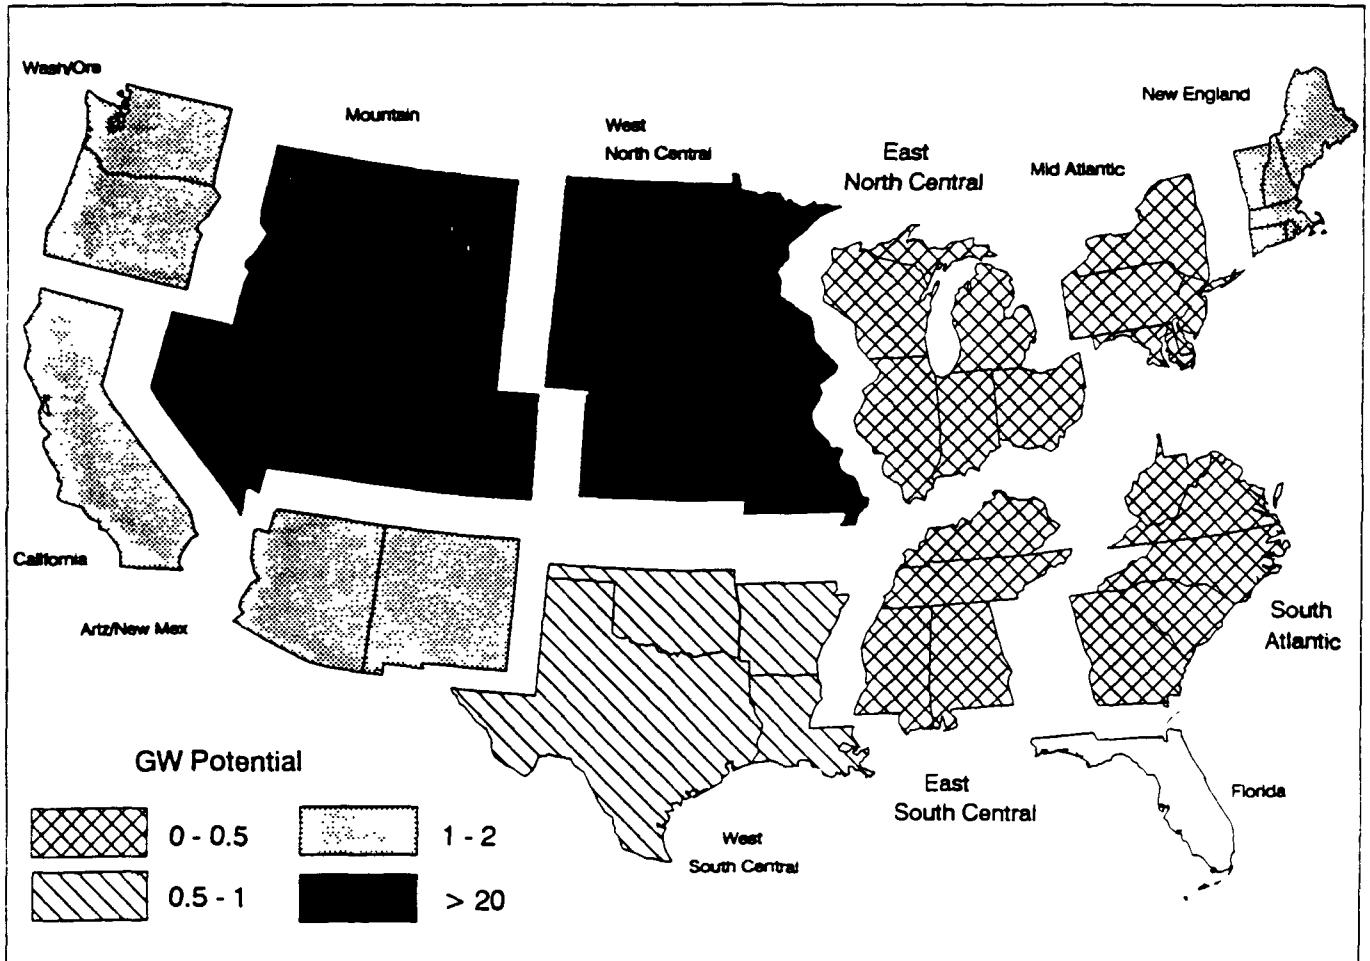 Wash/Ore
Mountain
West
North Central
East
North Central
Mid Atlantic
New England
California
Artz/New Mex
South
Atlantic
GW Potential
0 - 0.5
1 - 2
0.5 - 1
> 20
West
South Central
East
South Central
Florida